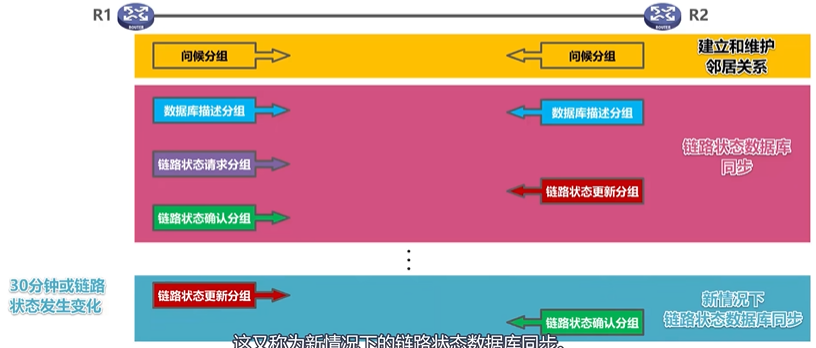 R1
R2
问候分组
问候分组
建立和维护
邻居关系
数据库描述分组
数据库描述分组
链路状态请求分组
链路状态数据库
同步
链路状态更新分组
链路状态确认分组
30分钟或链路
状态发生变化
链路状态更新分组
新情况下
链路状态数据库同步
链路状态确认分组
这又称为新情况下的链路状态数据库同步。